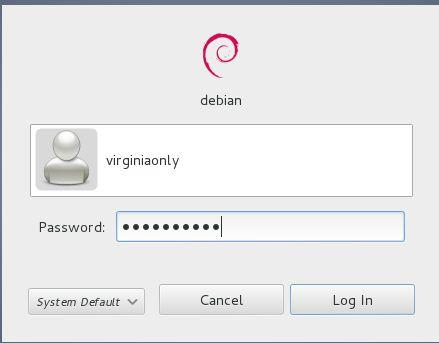 debian
virginiaonly
Password: ••••••••••
System Default
Cancel
Log In